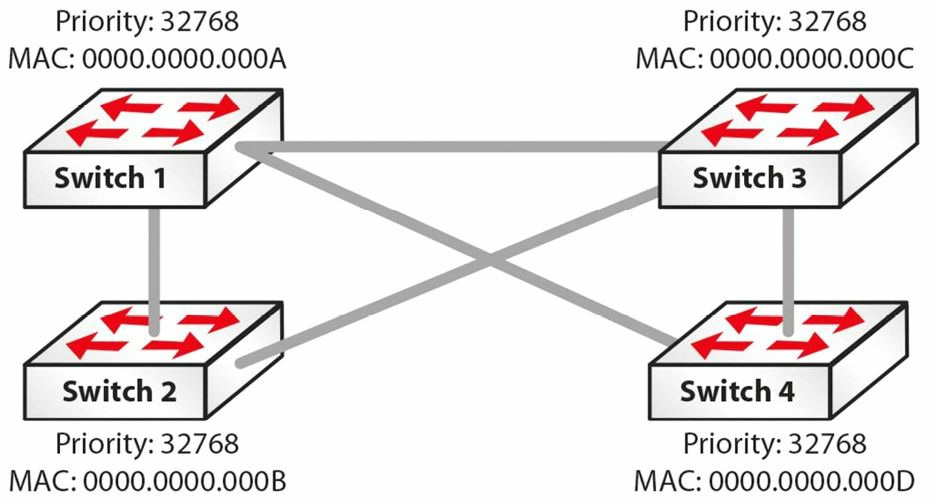 Priority: 32768
MAC: 0000.0000.000A
Priority: 32768
MAC: 0000.0000.000C
Switch 1
Switch 3
Switch 2
Switch 4
Priority: 32768
MAC: 0000.0000.000B
Priority: 32768
MAC: 0000.0000.000D